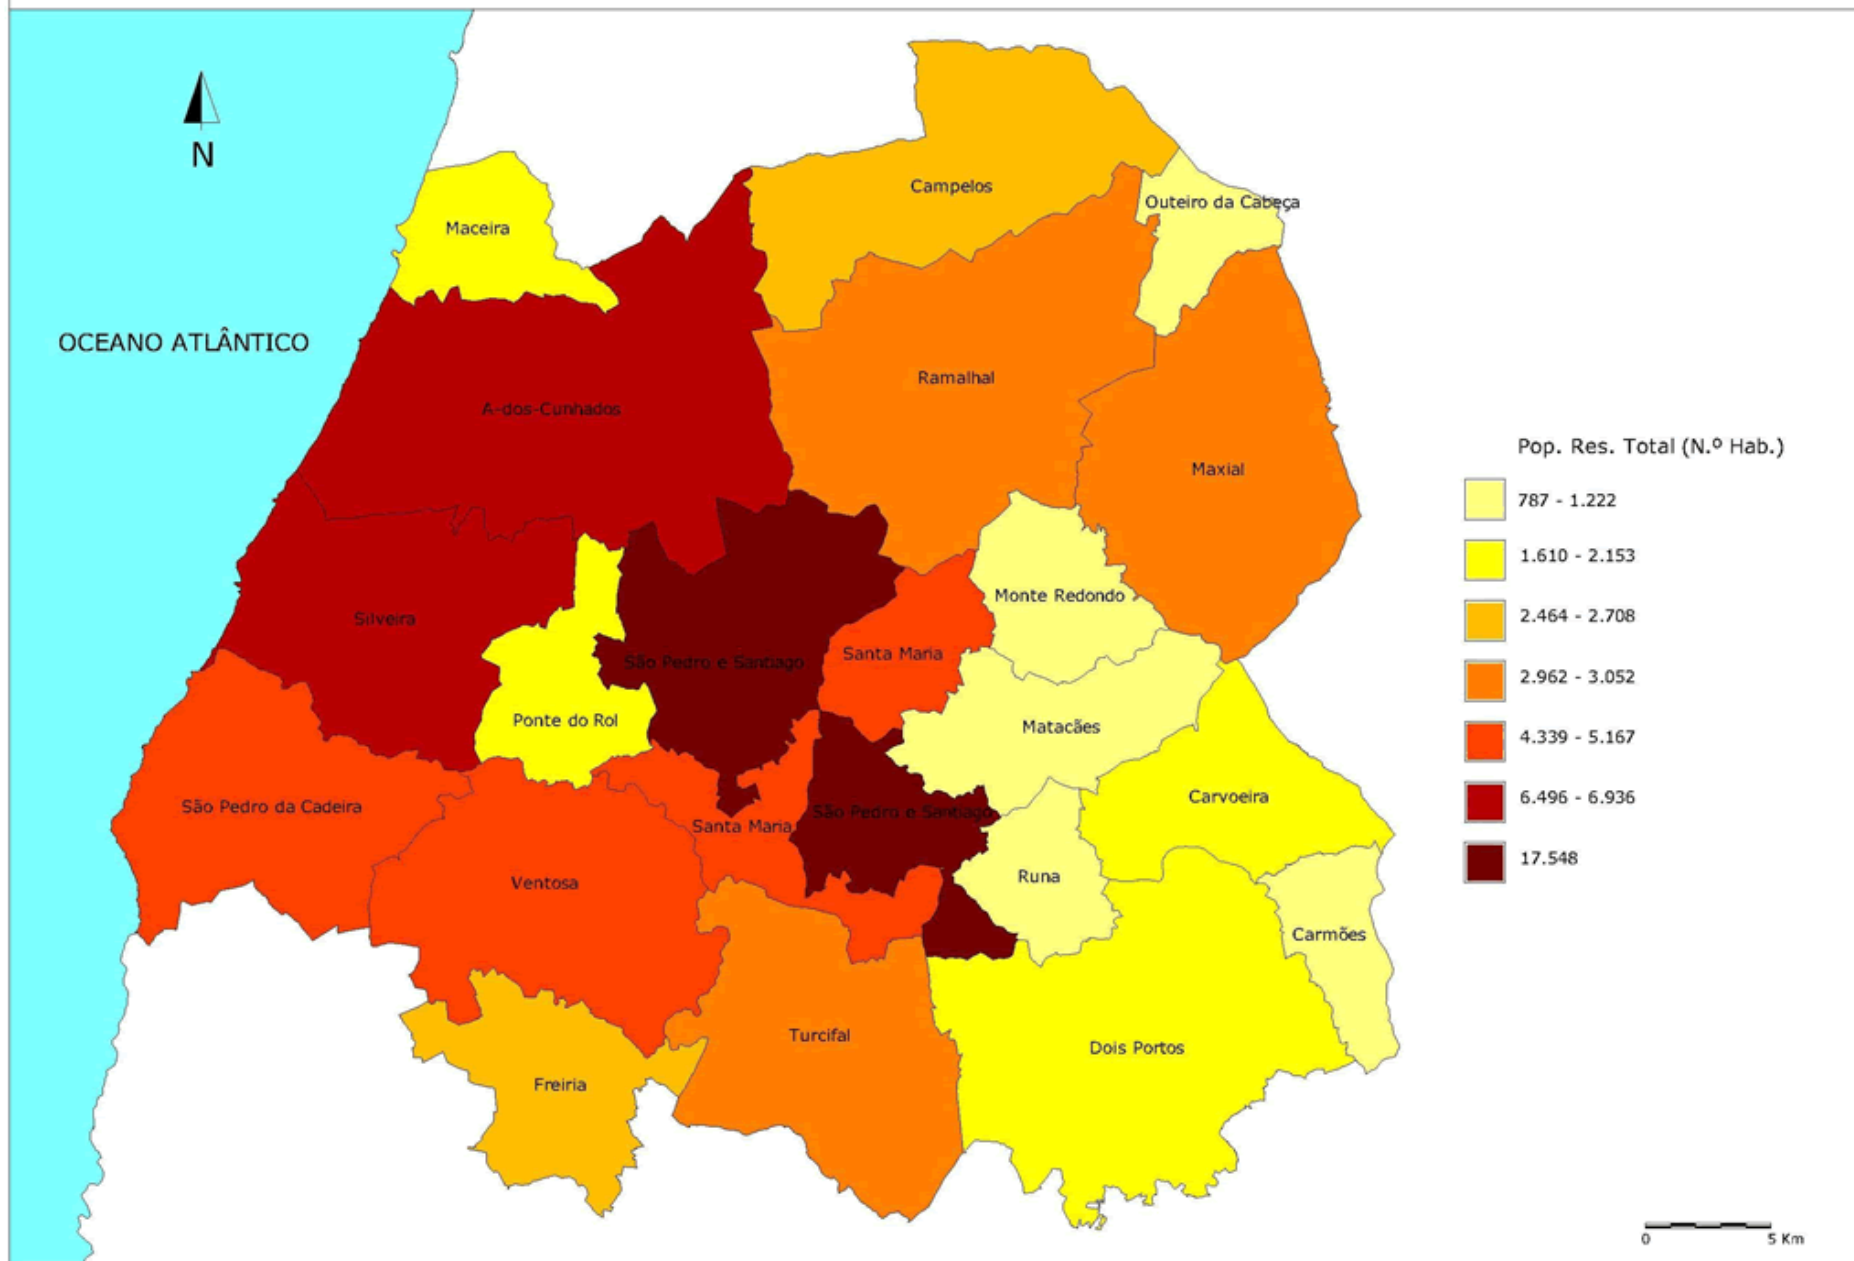 N
Campelos
Outeiro da Cabeça
Maceira
OCEANO ATLÂNTICO
Ramalhal
A-dos-Cunhados
Maxial
Monte Redondo
Silveira
Santa Maria
São Pedro e Santiago
Ponte do Rol
Matacães
Carvoeira
São Pedro da Cadeira
São Pedro e Santiago
Santa Maria
Runa
Ventosa
Carmões
Turcifal
Dois Portos
Freiria
Pop. Res. Total (N.º Hab.)
787 - 1.222
1.610 - 2.153
2.464 - 2.708
2.962 - 3.052
4.339 - 5.167
6.496 - 6.936
17.548
0 5 Km